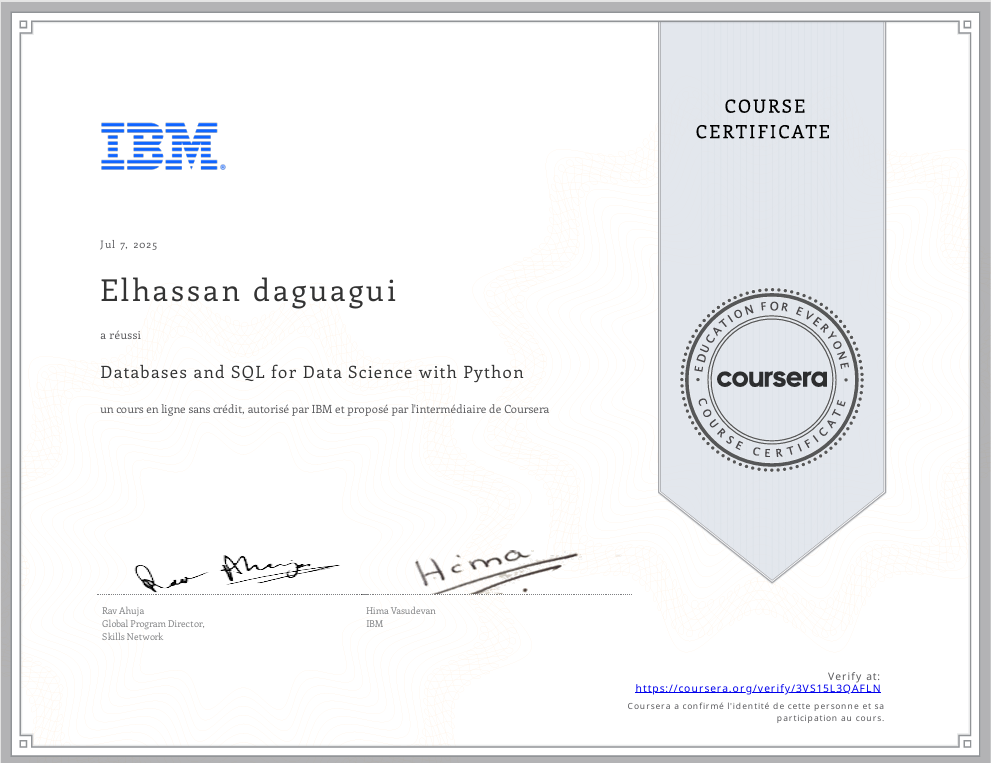 COURSE
CERTIFICATE
IBM®
Jul 7, 2025
Elhassan daguagui
a réussi
Databases and SQL for Data Science with Python
un cours en ligne sans crédit, autorisé par IBM et proposé par l'intermédiaire de Coursera
EDUCATION FOR EVERYONE
coursera
COURSE CERTIFICATE
Rav Ahuja
Hima
Rav Ahuja
Global Program Director,
Skills Network
Hima Vasudevan
IBM
Verify at:
https://coursera.org/verify/3VS15L3QAFLN
Coursera a confirmé l'identité de cette personne et sa
participation au cours.